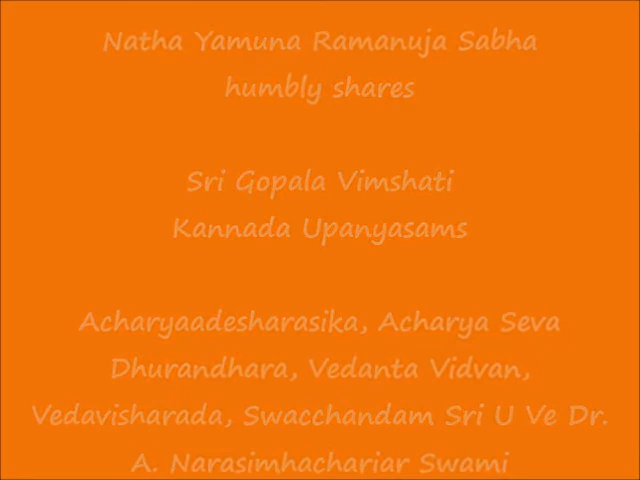 Natha Yamuna Ramanuja Sabha
humbly shares
Sri Gopala Vimshati
Kannada Upanyasams
Acharyaadesharasika, Acharya Seva
Dhurandhara, Vedanta Vidvan,
Vedavisharada, Swacchandam Sri U Ve Dr.
A. Narasimhachariar Swami